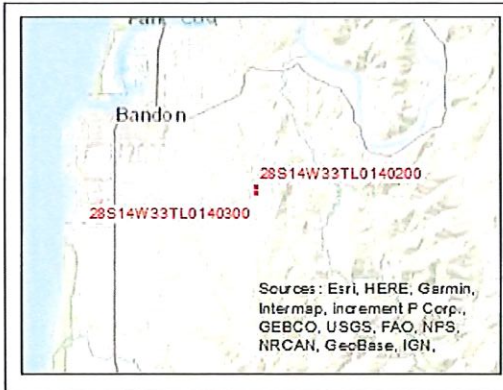 Bandon
28S14W33TL0140200
28S14W33TL0140300
Sources: Esri, HERE, Garmin,
Intermap, increment P Corp.,
GEBCO, USGS, FAO, NPS,
NRCAN, GeoBase, IGN,